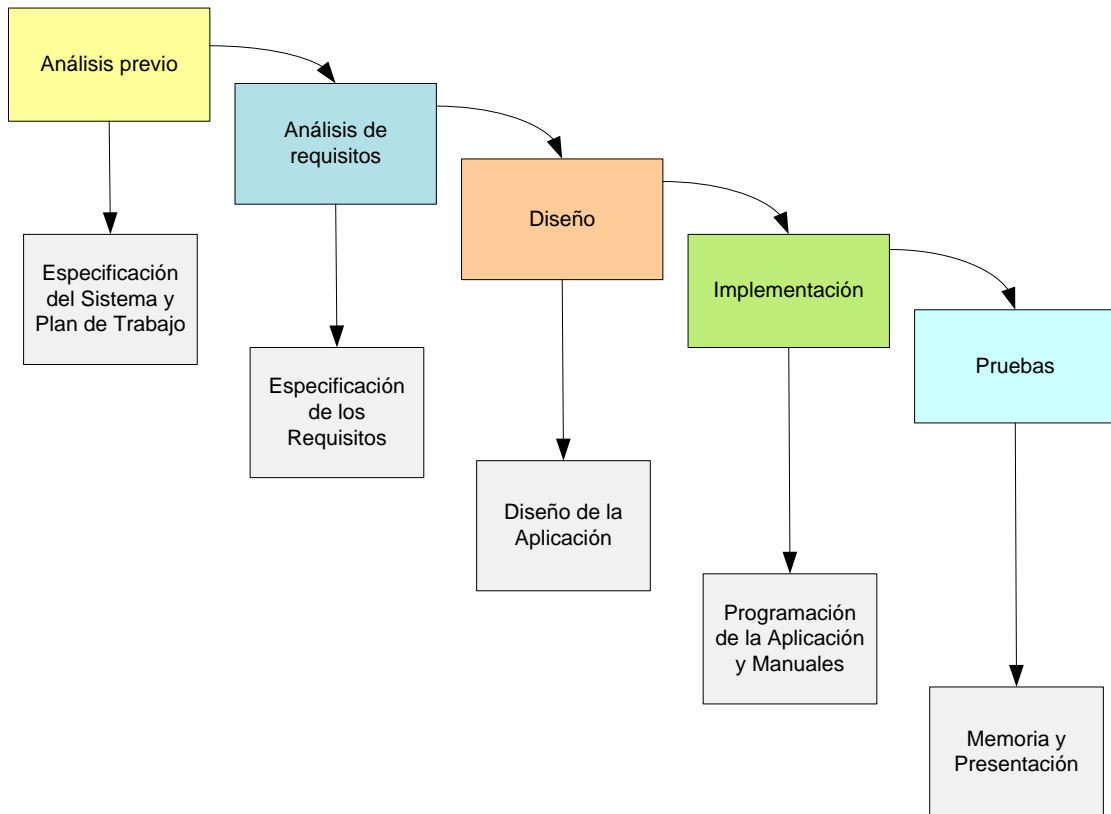 Análisis previo
Análisis de
requisitos
Diseño
Implementación
Pruebas
Especificación
del Sistema y
Plan de Trabajo
Especificación
de los
Requisitos
Diseño de la
Aplicación
Programación
de la Aplicación
y Manuales
Memoria y
Presentación